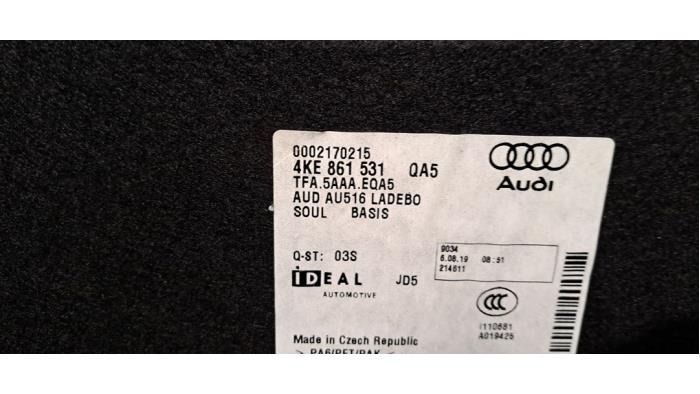 0002170215
4KE 861 531 QA5
TFA.5AAA.EQA5
AUD AU516 LADEBO
SOUL BASIS
Audi
Q-ST: 03S
9034
6.08.19 08:51
214611
iDEAL JD5
AUTOMOTIVE
CCC
I110681
A019425
Made in Czech Republic
> PA6/PET/PAK <